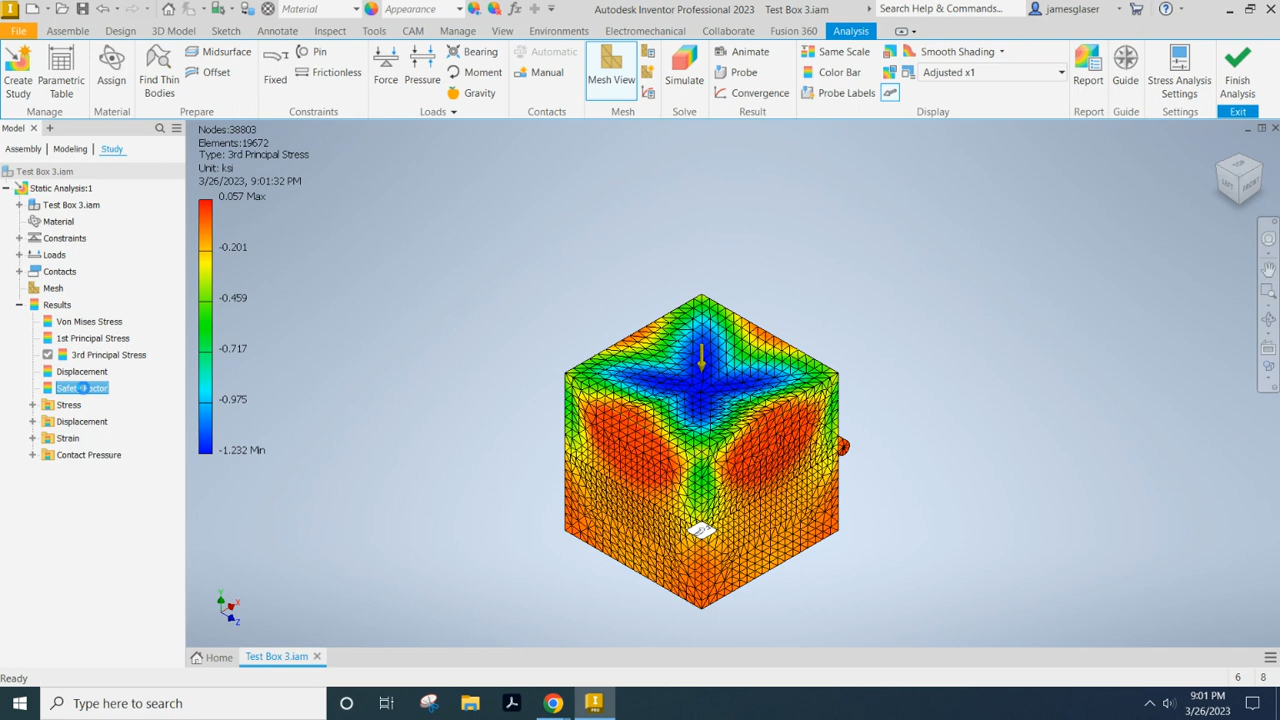 Material
Appearance
Autodesk Inventor Professional 2023 Test Box 3.iam
Search Help & Commands...
jamesglaser
File
Assembly
Design
3D Model
Sketch
Annotate
Inspect
Tools
CAM
Manage
View
Environments
Electromechanical
Collaborate
Fusion 360
Analysis
Create Study
Parametric Table
Manage
Assign
Material
Find Thin Bodies
Midsurface
Offset
Prepare
Fixed
Pin
Frictionless
Constraints
Force
Pressure
Bearing
Moment
Gravity
Loads
Automatic
Manual
Contacts
Mesh View
Mesh
Simulate
Solve
Animate
Probe
Convergence
Result
Same Scale
Color Bar
Probe Labels
Smooth Shading
Adjusted x1
Display
Report
Report
Guide
Guide
Stress Analysis Settings
Settings
Finish Analysis
Exit
Model
Assembly
Modeling
Study
Test Box 3.iam
Static Analysis:1
Test Box 3.iam
Material
Constraints
Loads
Contacts
Mesh
Results
Von Mises Stress
1st Principal Stress
3rd Principal Stress
Displacement
Stress
Displacement
Strain
Contact Pressure
Nodes:38803
Elements:19672
Type: 3rd Principal Stress
Unit: ksi
3/26/2023, 9:01:32 PM
0.057 Max
-0.201
-0.459
-0.717
-0.975
-1.232 Min
TOP
LEFT
FRONT
Y
X
Z
Home
Test Box 3.iam
Ready
6
8
Type here to search
9:01 PM
3/26/2023